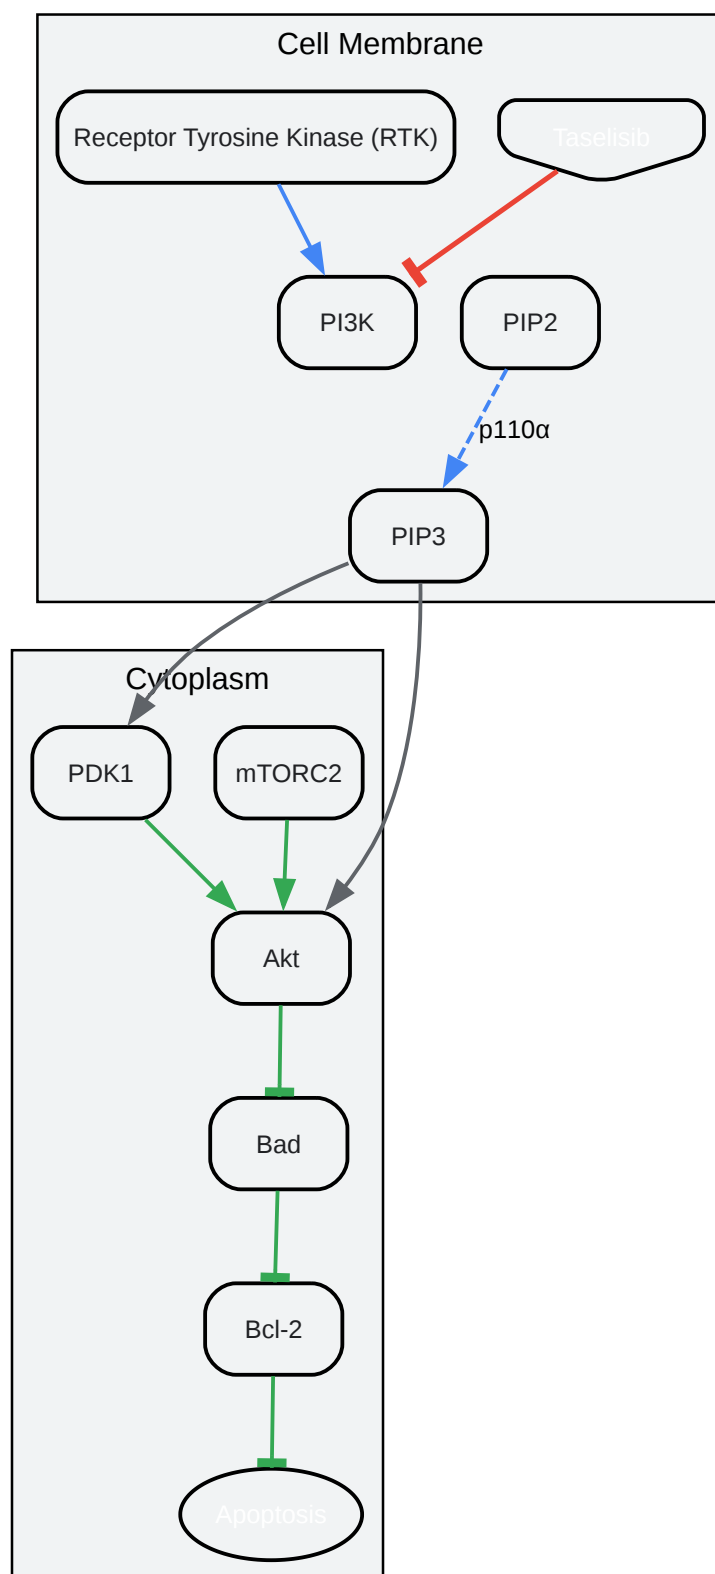 Cell Membrane
Receptor Tyrosine Kinase (RTK)
Taselisib
PI3K
PIP2
p110α
PIP3
Cytoplasm
PDK1
mTORC2
Akt
Bad
Bcl-2
Apoptosis